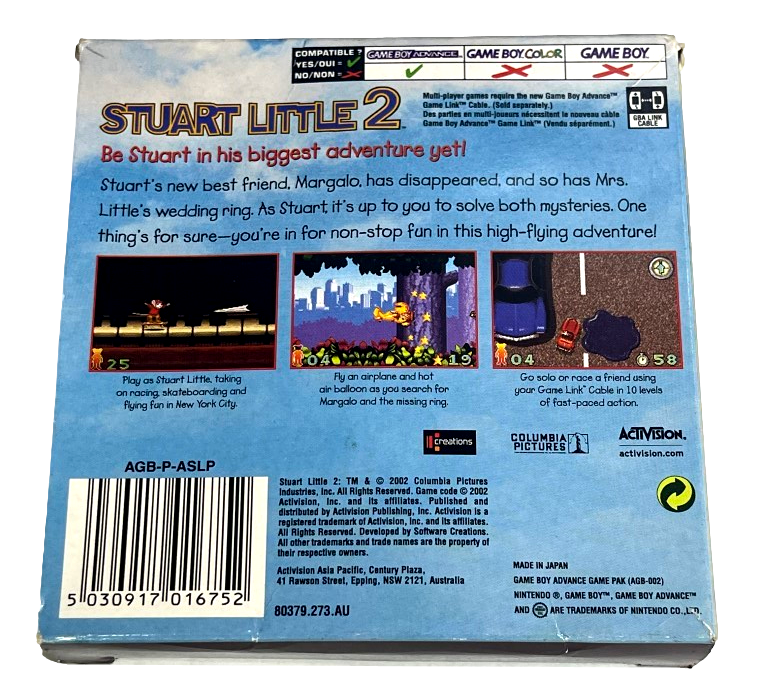 COMPATIBLE ?
YES/OUI =
NO/NON =
GAME BOY ADVANCE
GAME BOY COLOR
GAME BOY
STUART LITTLE 2™
Multi-player games require the new Game Boy Advance™
Game Link™ Cable. (Sold separately.)
Des parties en multi-joueurs nécessitent le nouveau câble
Game Boy Advance™ Game Link™ (Vendu séparément.)
GBA LINK
CABLE
Be Stuart in his biggest adventure yet!
Stuart's new best friend, Margalo, has disappeared, and so has Mrs.
Little's wedding ring. As Stuart, it's up to you to solve both mysteries. One
thing's for sure—you're in for non-stop fun in this high-flying adventure!
25
04
19
04
58
Play as Stuart Little, taking
on racing, skateboarding and
flying fun in New York City.
Fly an airplane and hot
air balloon as you search for
Margalo and the missing ring.
Go solo or race a friend using
your Game Link™ Cable in 10 levels
of fast-paced action.
creations
COLUMBIA
PICTURES
ACTIVISION.
activision.com
AGB-P-ASLP
5 030917 016752
Stuart Little 2: TM & © 2002 Columbia Pictures
Industries, Inc. All Rights Reserved. Game code © 2002
Activision, Inc. and its affiliates. Published and
distributed by Activision Publishing, Inc. Activision is a
registered trademark of Activision, Inc. and its affiliates.
All Rights Reserved. Developed by Software Creations.
All other trademarks and trade names are the property of
their respective owners.
Activision Asia Pacific, Century Plaza,
41 Rawson Street, Epping, NSW 2121, Australia
80379.273.AU
MADE IN JAPAN
GAME BOY ADVANCE GAME PAK (AGB-002)
NINTENDO ®, GAME BOY™, GAME BOY ADVANCE™
AND ARE TRADEMARKS OF NINTENDO CO., LTD.